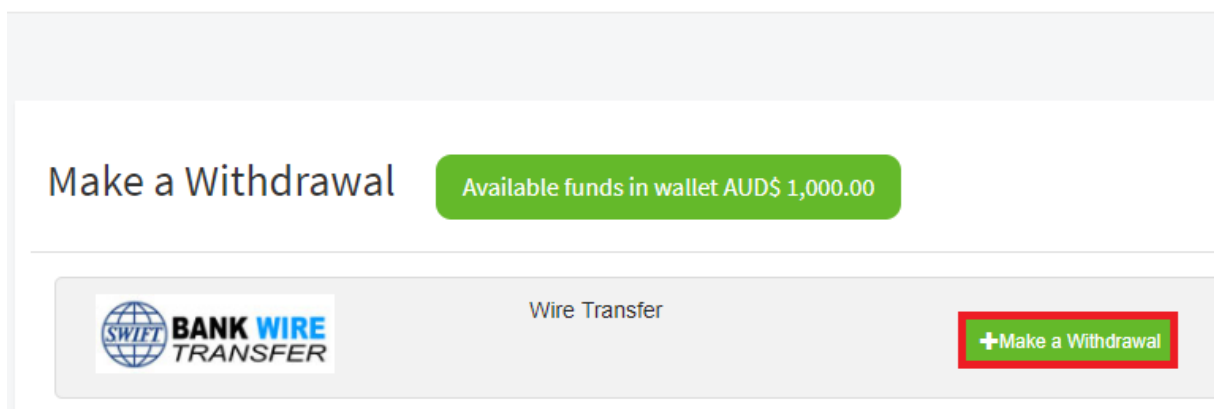 Make a Withdrawal
Available funds in wallet AUD$ 1,000.00
SWIFT
BANK WIRE
TRANSFER
Wire Transfer
+Make a Withdrawal